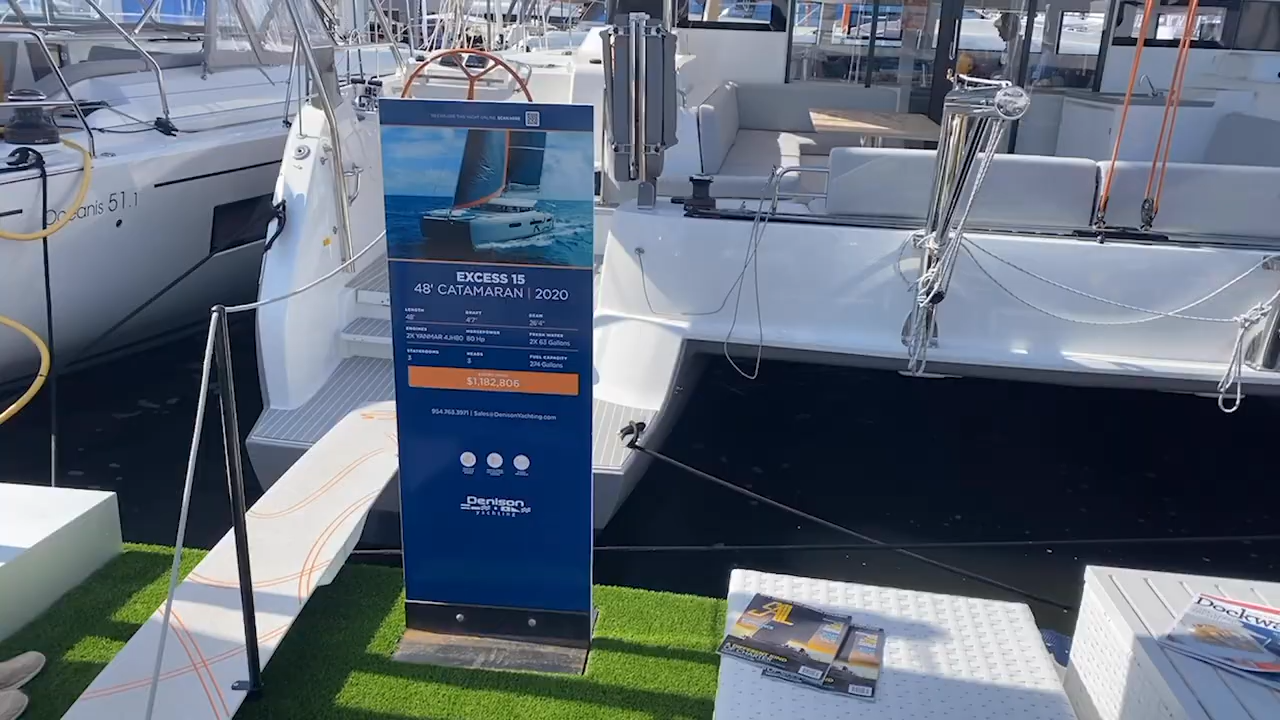 Oceanis 51.1
EXCESS 15
48' CATAMARAN | 2020
LENGTH
48'
DRAFT
4'7"
BEAM
26'4"
ENGINES
2X YANMAR 4JH80
HORSEPOWER
80 Hp
FRESH WATER
2X 63 Gallons
STATEROOMS
3
HEADS
3
FUEL CAPACITY
274 Gallons
$1,182,806
954.763.3971 | Sales@DenisonYachting.com
Denison
yachting
Dockw